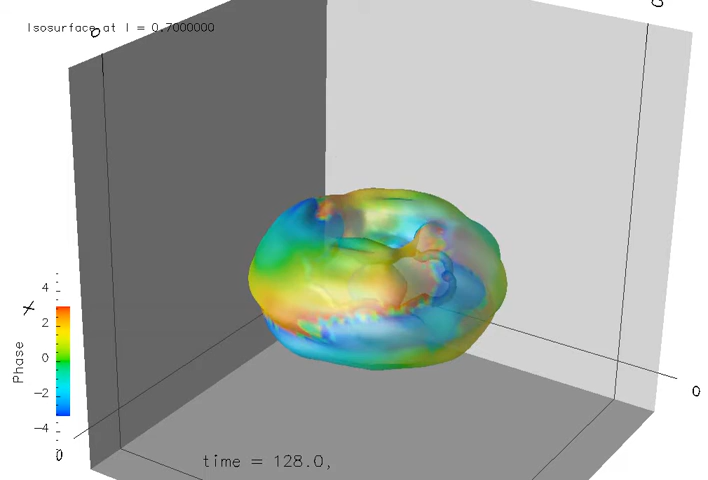 Isosurface at I = 0.7000000
0
0
X
4
2
0
−2
−4
Phase
0
0
time = 128.0,